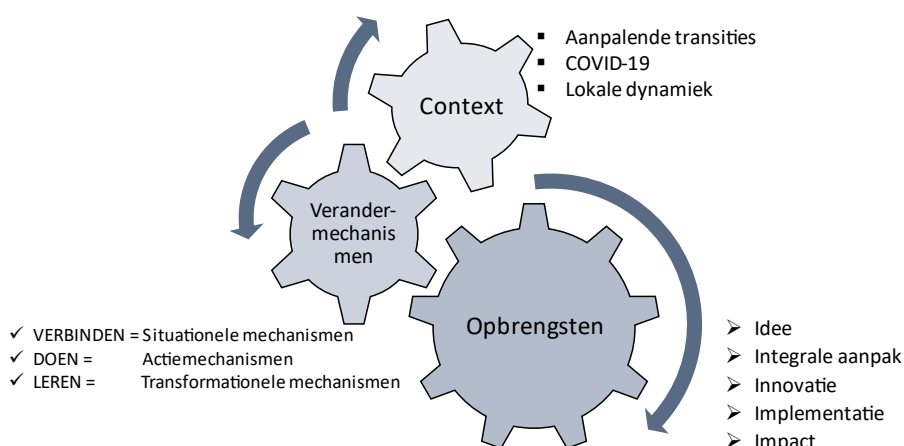 Aanpalende transities
COVID-19
Lokale dynamiek
Context
Verander-
mechanis
men
Opbrengsten
VERBINDEN = Situationele mechanismen
DOEN = Actiemechanismen
LEREN = Transformationele mechanismen
Idee
Integrale aanpak
Innovatie
Implementatie
Impact